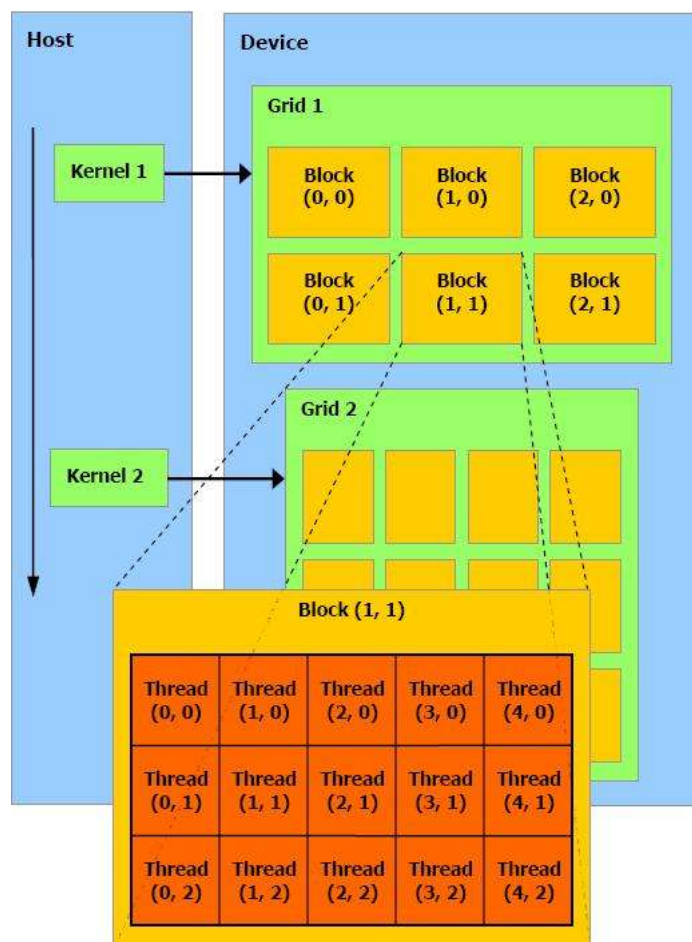 Host
Device
Grid 1
Kernel 1
Block
(0, 0)
Block
(1, 0)
Block
(2, 0)
Block
(0, 1)
Block
(1, 1)
Block
(2, 1)
Grid 2
Kernel 2
Block (1, 1)
Thread
(0, 0)
Thread
(1, 0)
Thread
(2, 0)
Thread
(3, 0)
Thread
(4, 0)
Thread
(0, 1)
Thread
(1, 1)
Thread
(2, 1)
Thread
(3, 1)
Thread
(4, 1)
Thread
(0, 2)
Thread
(1, 2)
Thread
(2, 2)
Thread
(3, 2)
Thread
(4, 2)